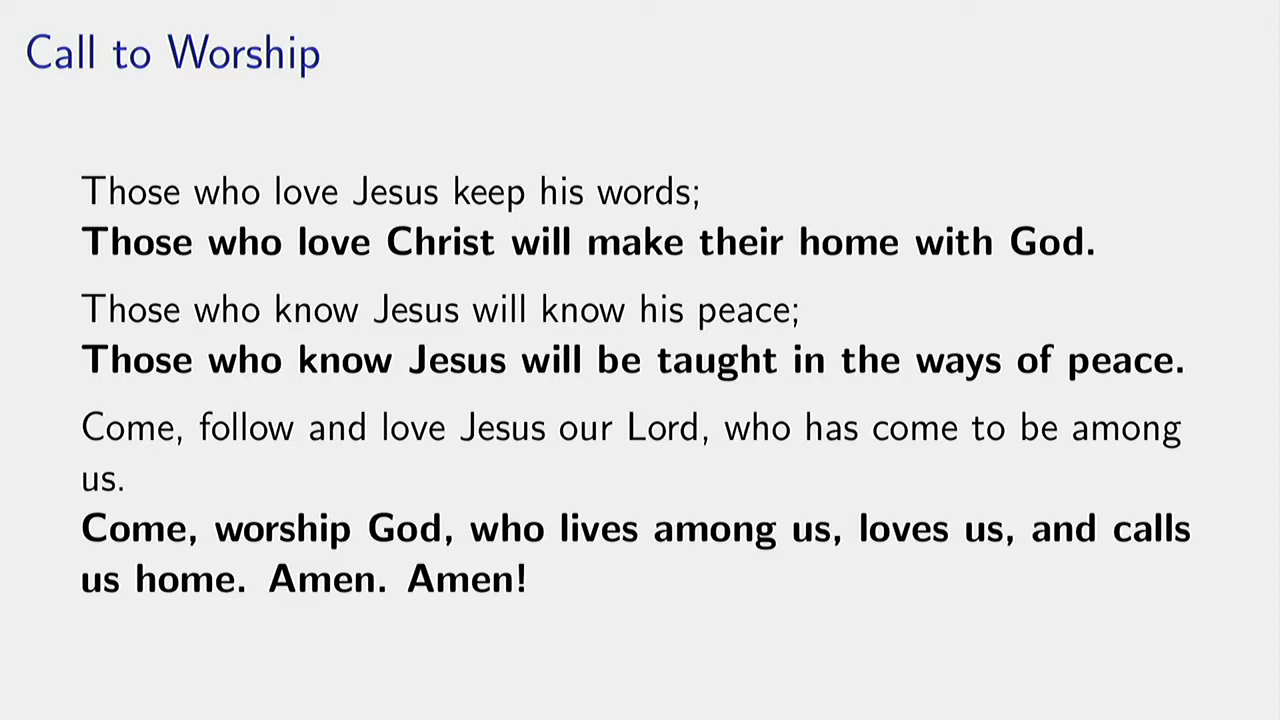 Call to Worship
Those who love Jesus keep his words;
Those who love Christ will make their home with God.
Those who know Jesus will know his peace;
Those who know Jesus will be taught in the ways of peace.
Come, follow and love Jesus our Lord, who has come to be among
us.
Come, worship God, who lives among us, loves us, and calls
us home. Amen. Amen!